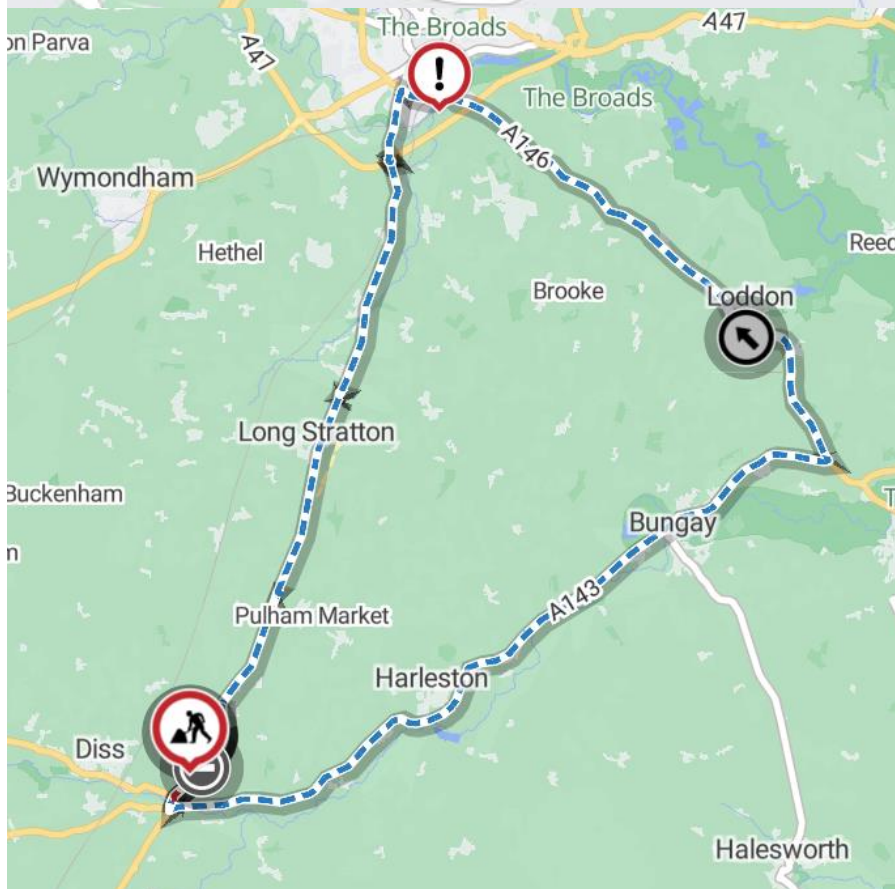 The Broads
A47
on Parva
A47
The Broads
A146
Wymondham
Hethel
Reed
Brooke
Loddon
Long Stratton
Buckenham
T
Bungay
m
A143
Pulham Market
Harleston
Diss
Halesworth